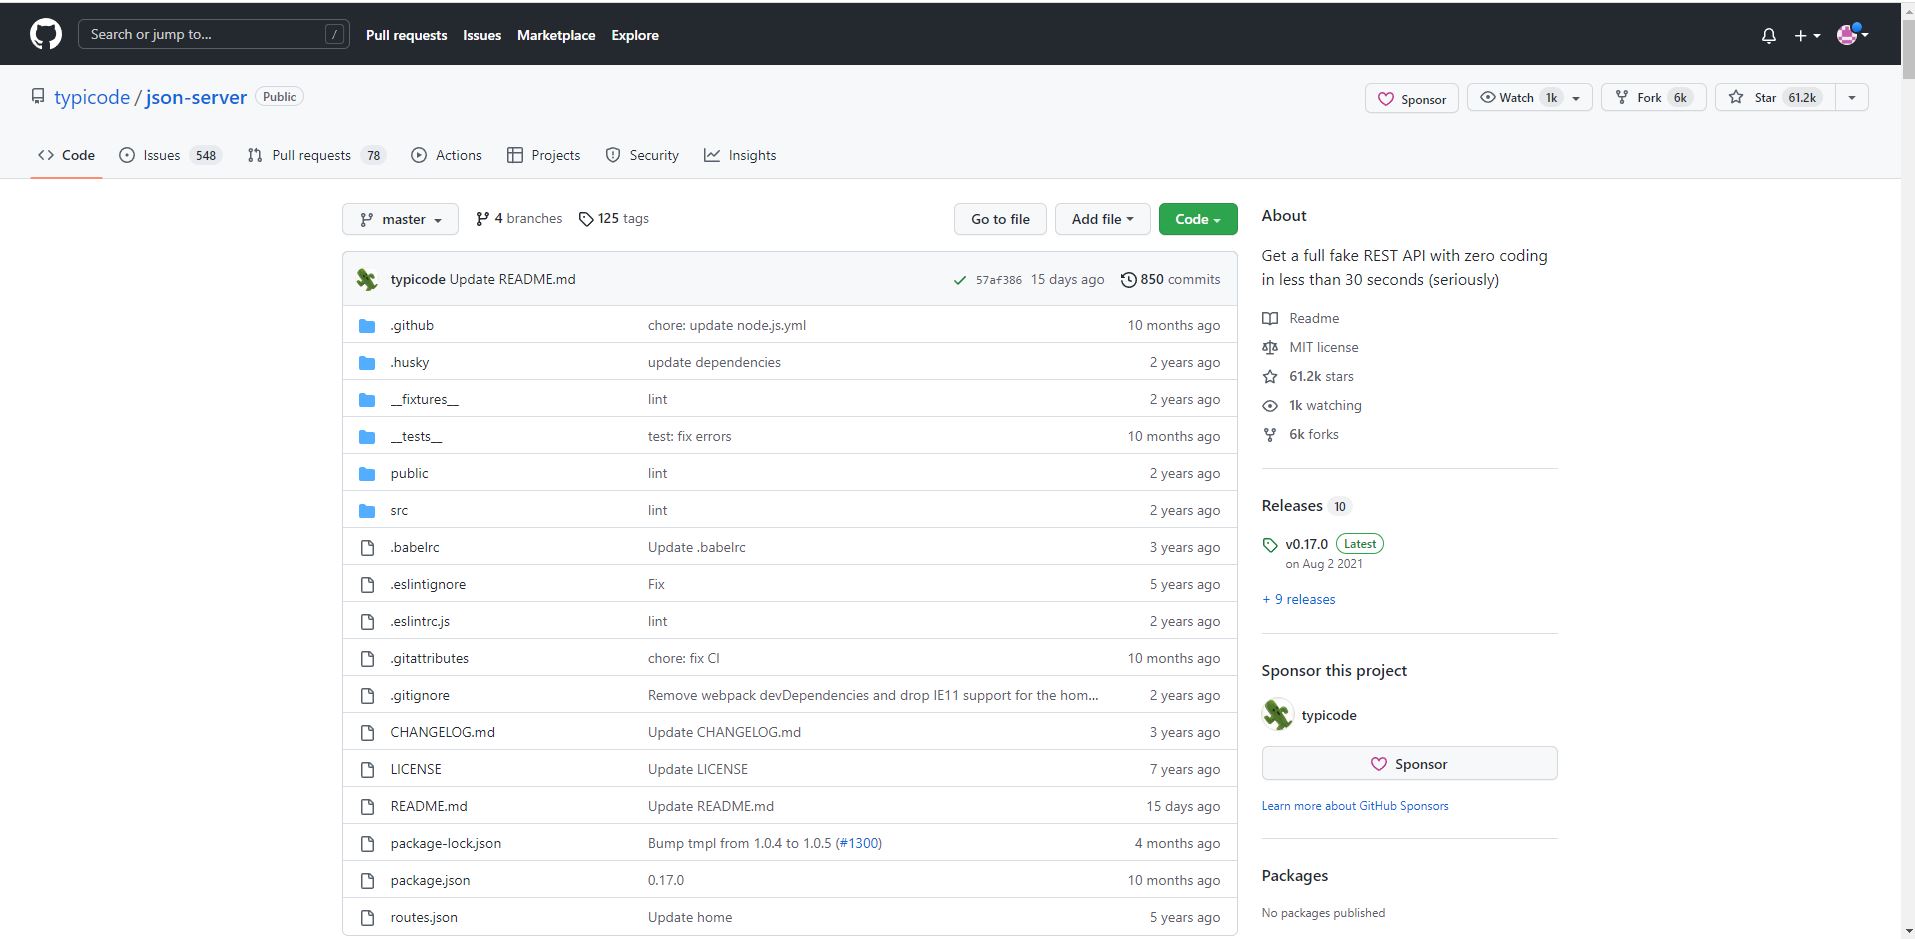 Search or jump to... /
Pull requests Issues Marketplace Explore
typicode / json-server Public
Sponsor Watch 1k Fork 6k Star 61.2k
Code Issues 548 Pull requests 78 Actions Projects Security Insights
master 4 branches 125 tags Go to file Add file Code
typicode Update README.md 57af386 15 days ago 850 commits
.github chore: update node.js.yml 10 months ago
.husky update dependencies 2 years ago
__fixtures__ lint 2 years ago
__tests__ test: fix errors 10 months ago
public lint 2 years ago
src lint 2 years ago
.babelrc Update .babelrc 3 years ago
.eslintignore Fix 5 years ago
.eslintrc.js lint 2 years ago
.gitattributes chore: fix CI 10 months ago
.gitignore Remove webpack devDependencies and drop IE11 support for the hom... 2 years ago
CHANGELOG.md Update CHANGELOG.md 3 years ago
LICENSE Update LICENSE 7 years ago
README.md Update README.md 15 days ago
package-lock.json Bump tmpl from 1.0.4 to 1.0.5 (#1300) 4 months ago
package.json 0.17.0 10 months ago
routes.json Update home 5 years ago
About
Get a full fake REST API with zero coding
in less than 30 seconds (seriously)
Readme
MIT license
61.2k stars
1k watching
6k forks
Releases 10
v0.17.0 Latest
on Aug 2 2021
+ 9 releases
Sponsor this project
typicode
Sponsor
Learn more about GitHub Sponsors
Packages
No packages published